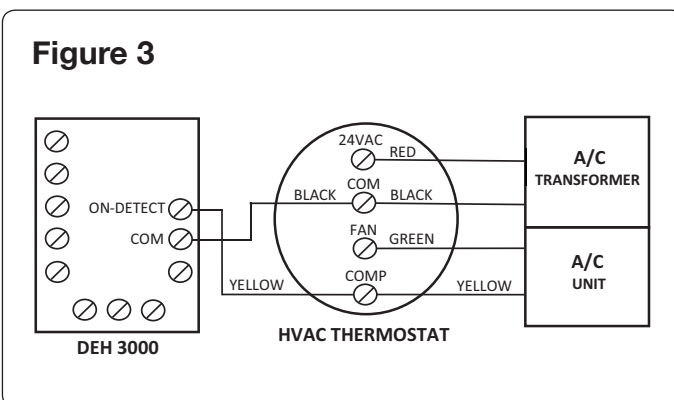 Figure 3
24VAC
RED
A/C
TRANSFORMER
ON-DETECT
BLACK
COM
BLACK
COM
FAN
GREEN
A/C
UNIT
YELLOW
COMP
YELLOW
DEH 3000
HVAC THERMOSTAT